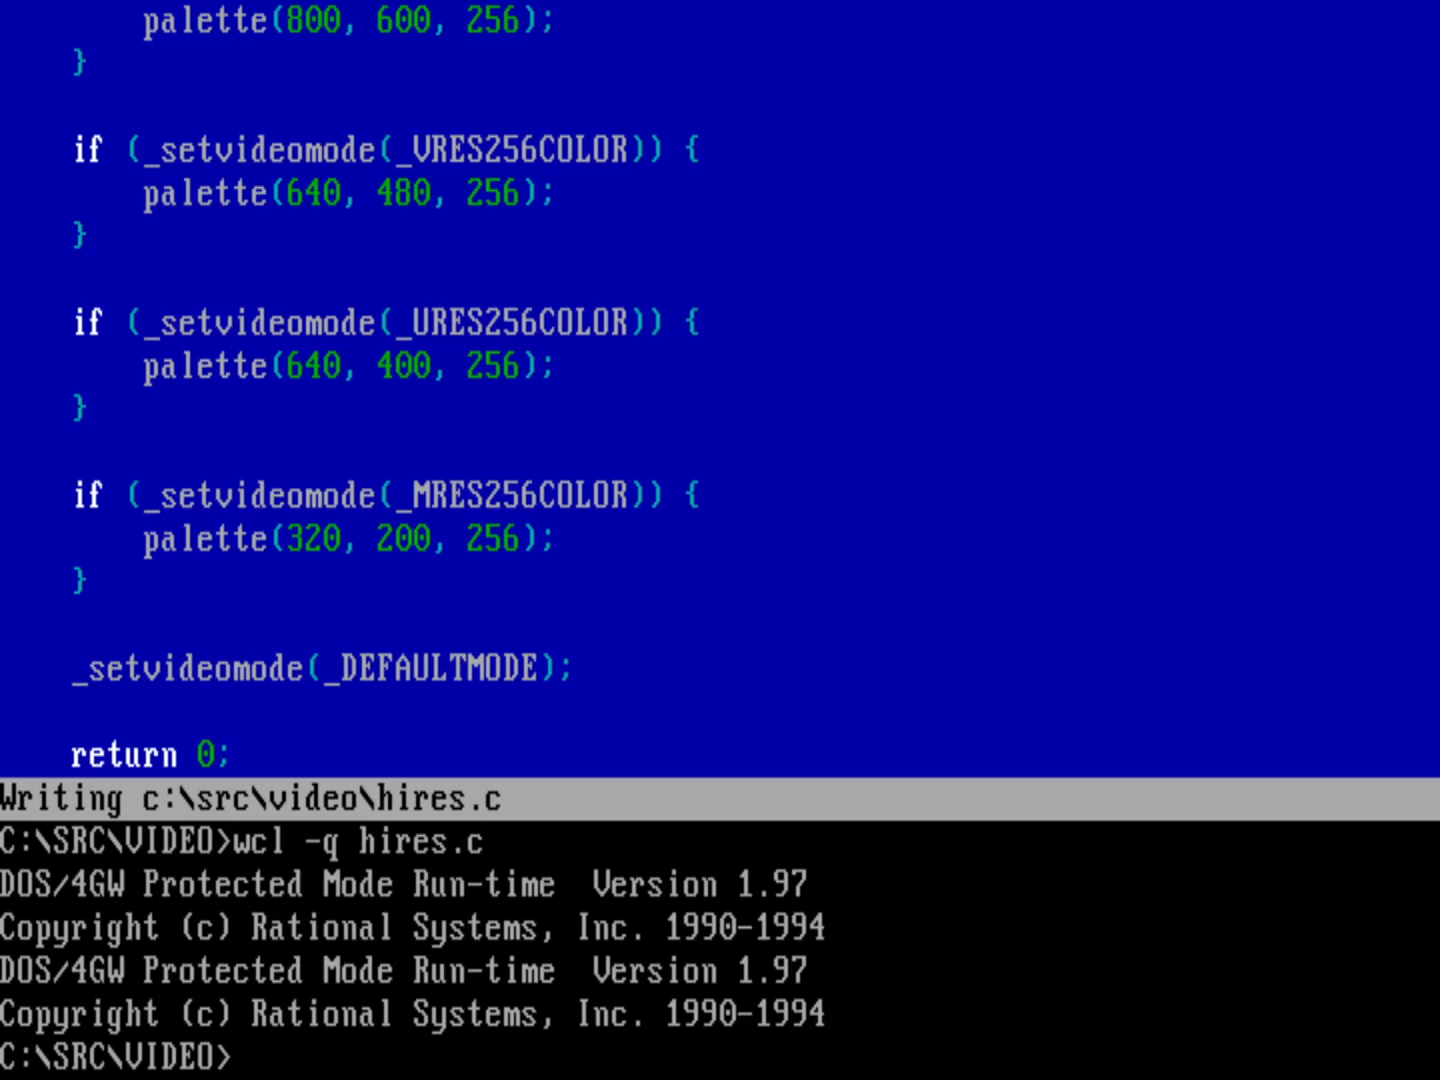 palette(800, 600, 256);
}
if (_setvideomode(_VRES256COLOR)) {
palette(640, 480, 256);
}
if (_setvideomode(_URES256COLOR)) {
palette(640, 400, 256);
}
if (_setvideomode(_MRES256COLOR)) {
palette(320, 200, 256);
}
_setvideomode(_DEFAULTMODE);
return 0;
Writing c:\src\video\hires.c
C:\SRC\VIDEO>wcl -q hires.c
DOS/4GW Protected Mode Run-time  Version 1.97
Copyright (c) Rational Systems, Inc. 1990-1994
DOS/4GW Protected Mode Run-time  Version 1.97
Copyright (c) Rational Systems, Inc. 1990-1994
C:\SRC\VIDEO>